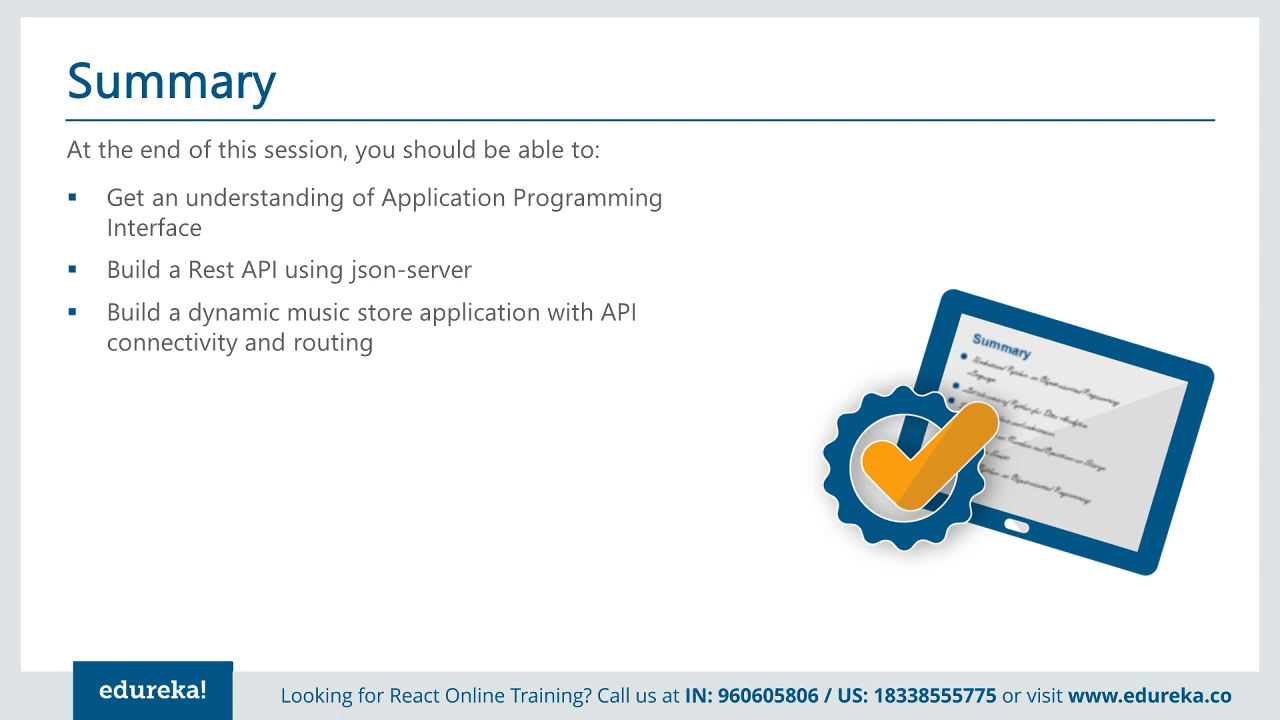 Summary
At the end of this session, you should be able to:
Get an understanding of Application Programming
Interface
Build a Rest API using json-server
Build a dynamic music store application with API
connectivity and routing
Summary
edureka!
Looking for React Online Training? Call us at IN: 960605806 / US: 18338555775 or visit www.edureka.co